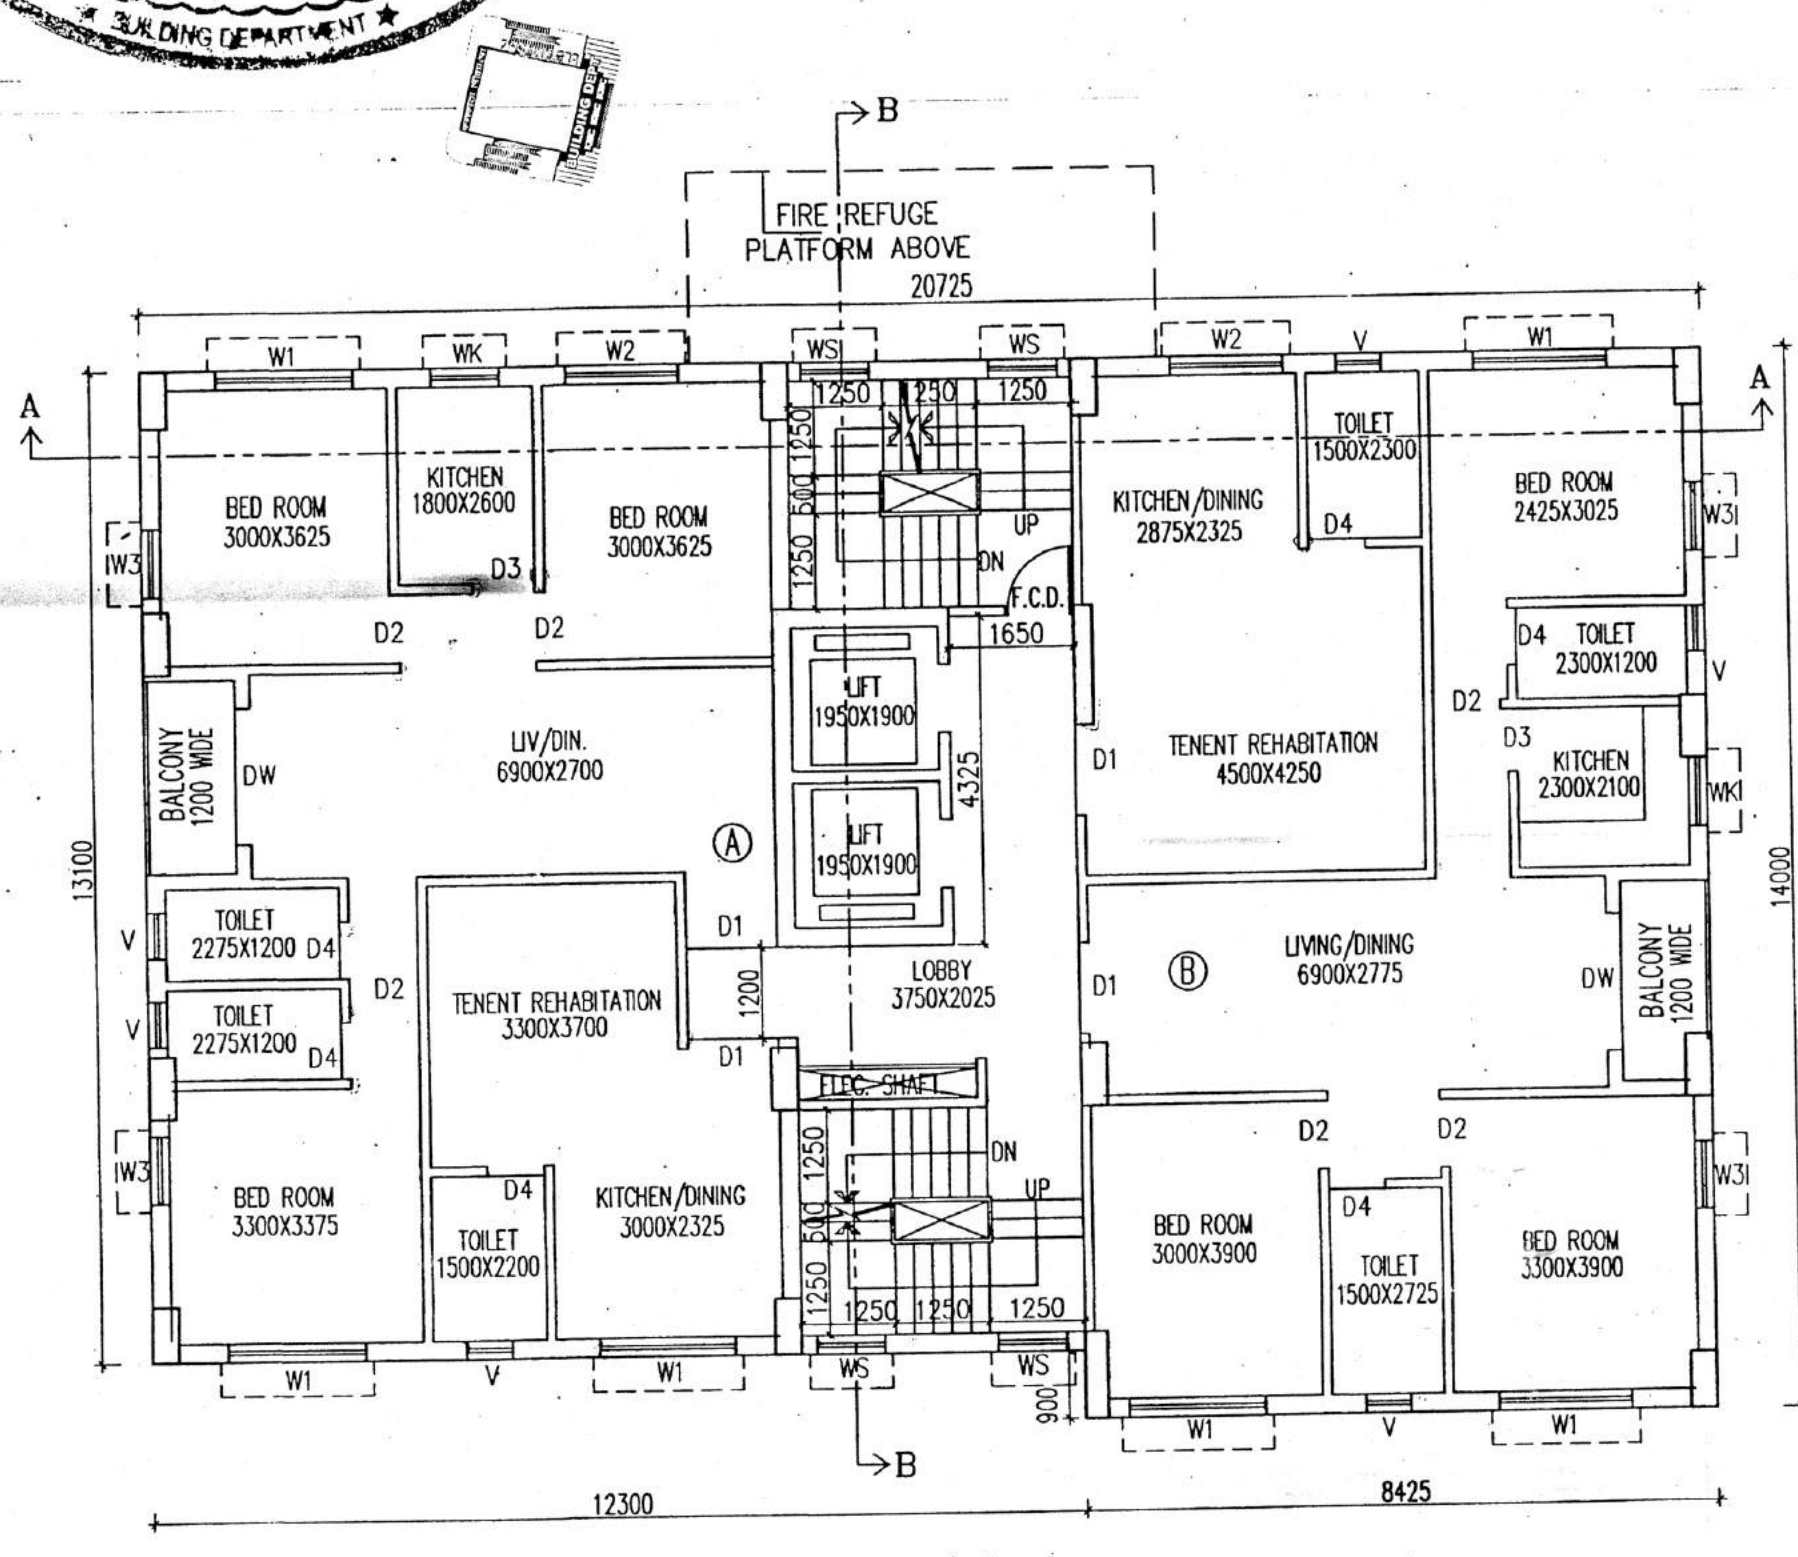 ★ BUILDING DEPARTMENT ★
BUILDING DEP
B
FIRE REFUGE
PLATFORM ABOVE
20725
W1
WK
W2
WS
WS
W2
V
W1
A
A
1250
1250
1250
BED ROOM
3000X3625
KITCHEN
1800X2600
D3
BED ROOM
3000X3625
1250
600
1250
UP
DN
F.C.D.
1650
KITCHEN/DINING
2875X2325
TOILET
1500X2300
D4
BED ROOM
2425X3025
W3
W3
D2
D2
D4
TOILET
2300X1200
V
D2
BALCONY
1200 WIDE
DW
LIV/DIN.
6900X2700
LIFT
1950X1900
4325
D1
TENENT REHABITATION
4500X4250
D3
KITCHEN
2300X2100
WK
13100
A
LIFT
1950X1900
14000
V
TOILET
2275X1200
D4
D1
LIVING/DINING
6900X2775
DW
BALCONY
1200 WIDE
D2
TENENT REHABITATION
3300X3700
1200
LOBBY
3750X2025
D1
B
V
TOILET
2275X1200
D4
D1
ELEC. SHAFT
D2
D2
W3
BED ROOM
3300X3375
D4
TOILET
1500X2200
KITCHEN/DINING
3000X2325
1250
600
1250
DN
UP
1250
1250
1250
BED ROOM
3000X3900
D4
TOILET
1500X2725
BED ROOM
3300X3900
W3
W1
V
W1
WS
WS
900
W1
V
W1
B
12300
8425